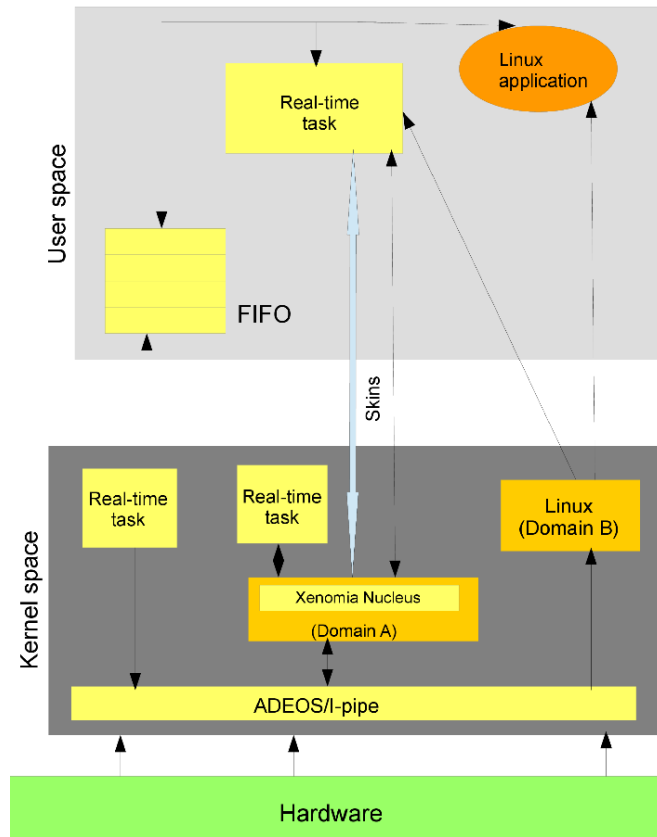 Linux
application
Real-time
task
User space
FIFO
Skins
Kernel space
Real-time
task
Real-time
task
Linux
(Domain B)
Xenomia Nucleus
(Domain A)
ADEOS/I-pipe
Hardware